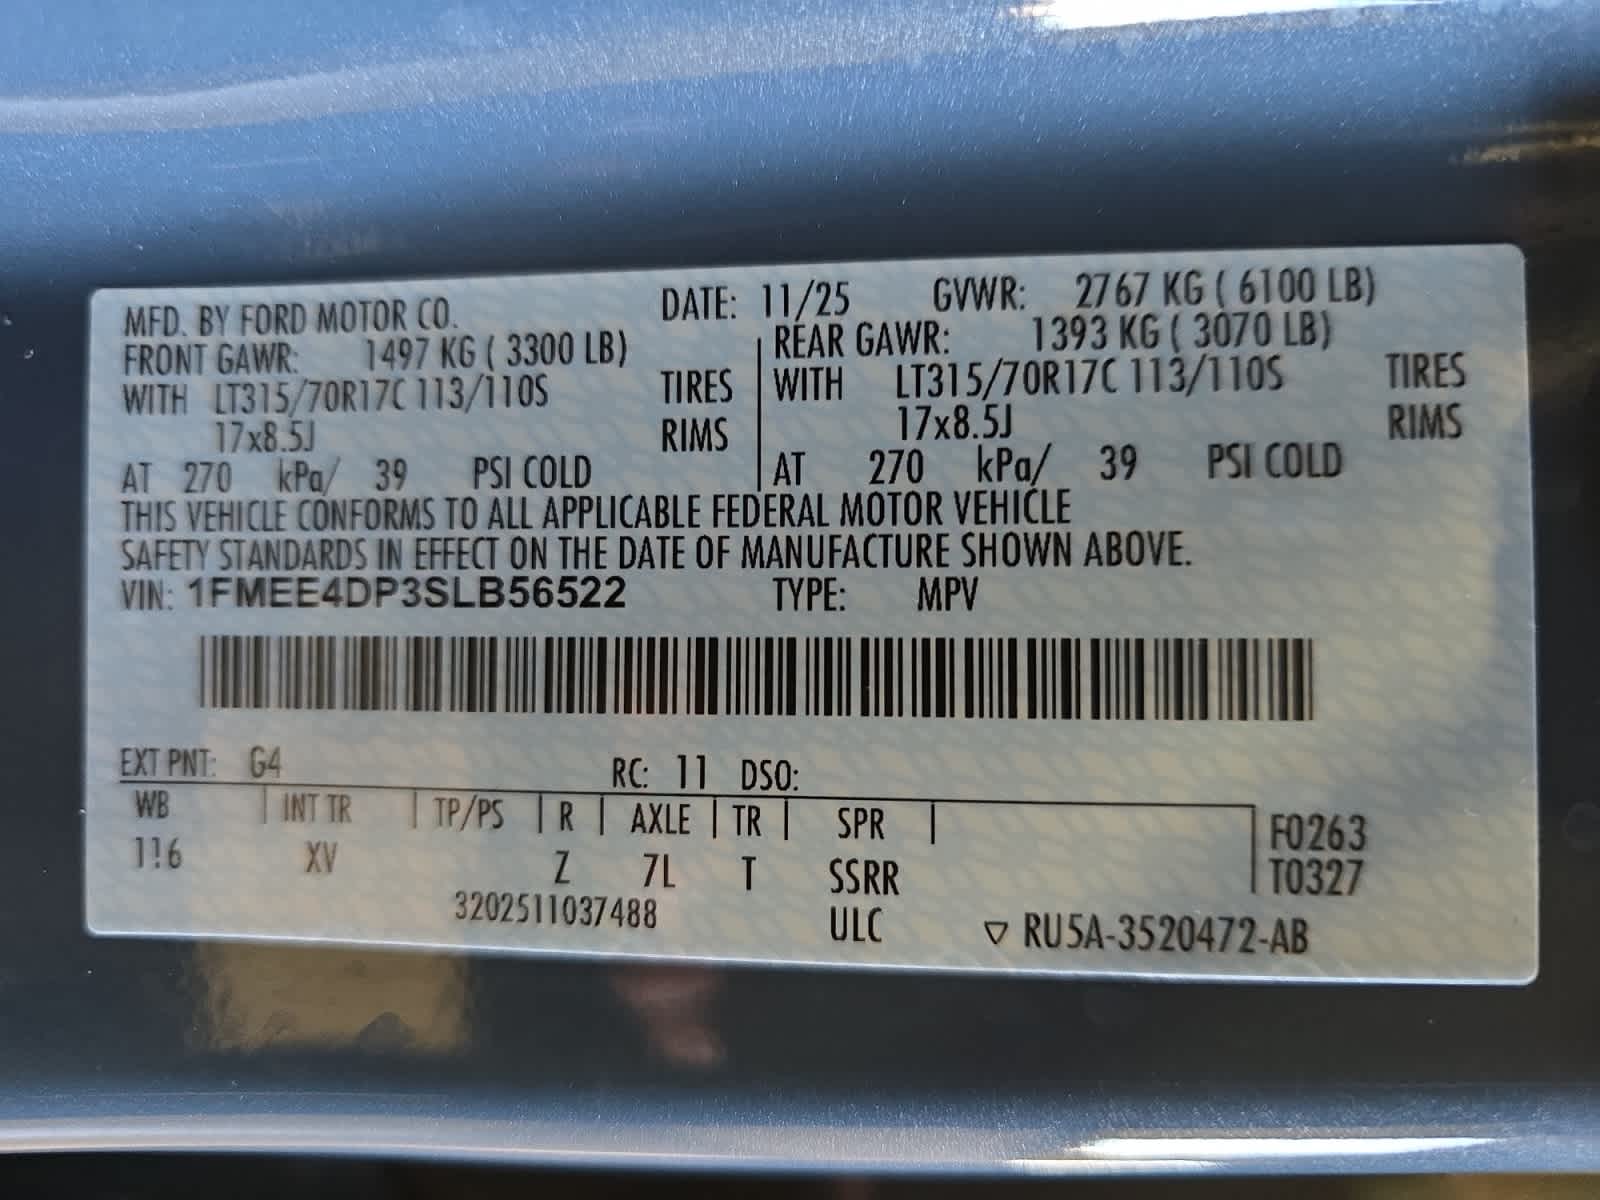 MFD. BY FORD MOTOR CO. DATE: 11/25 GVWR: 2767 KG ( 6100 LB)
FRONT GAWR: 1497 KG ( 3300 LB) REAR GAWR: 1393 KG ( 3070 LB)
WITH LT315/70R17C 113/110S TIRES WITH LT315/70R17C 113/110S TIRES
17x8.5J RIMS 17x8.5J RIMS
AT 270 kPa/ 39 PSI COLD AT 270 kPa/ 39 PSI COLD
THIS VEHICLE CONFORMS TO ALL APPLICABLE FEDERAL MOTOR VEHICLE
SAFETY STANDARDS IN EFFECT ON THE DATE OF MANUFACTURE SHOWN ABOVE.
VIN: 1FMEE4DP3SLB56522 TYPE: MPV
EXT PNT: G4 RC: 11 DSO:
WB INT TR TP/PS R AXLE TR SPR F0263
116 XV Z 7L T SSRR T0327
3202511037488 ULC ▽ RU5A-3520472-AB